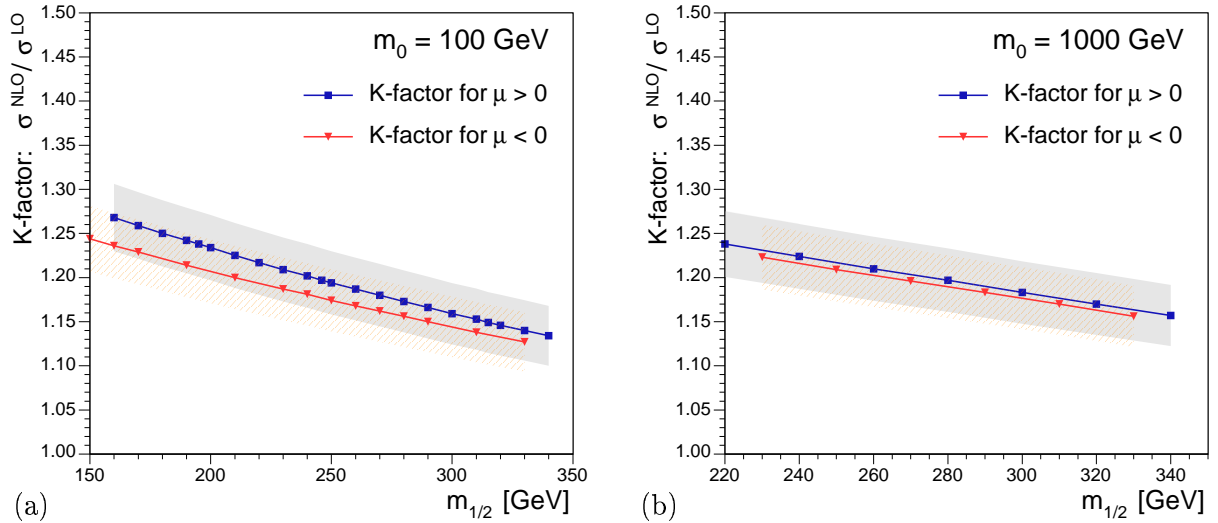 K-factor: σ^NLO / σ^LO
1.50
1.45
1.40
1.35
1.30
1.25
1.20
1.15
1.10
1.05
1.00
m_0 = 100 GeV
K-factor for μ > 0
K-factor for μ < 0
150 200 250 300 350
(a)
m_1/2 [GeV]
K-factor: σ^NLO / σ^LO
1.50
1.45
1.40
1.35
1.30
1.25
1.20
1.15
1.10
1.05
1.00
m_0 = 1000 GeV
K-factor for μ > 0
K-factor for μ < 0
220 240 260 280 300 320 340
(b)
m_1/2 [GeV]